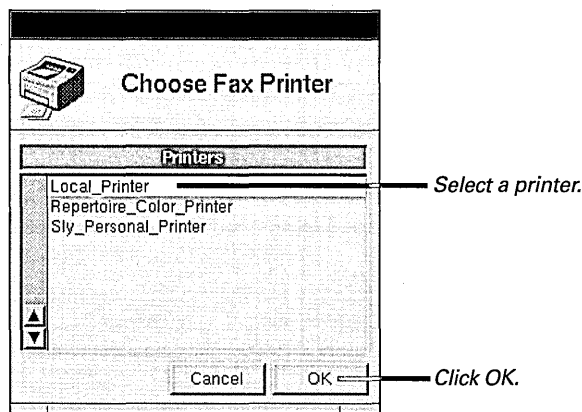 Choose Fax Printer
Printers
Local_Printer
Select a printer.
Repertoire_Color_Printer
Sly_Personal_Printer
Cancel
OK
Click OK.